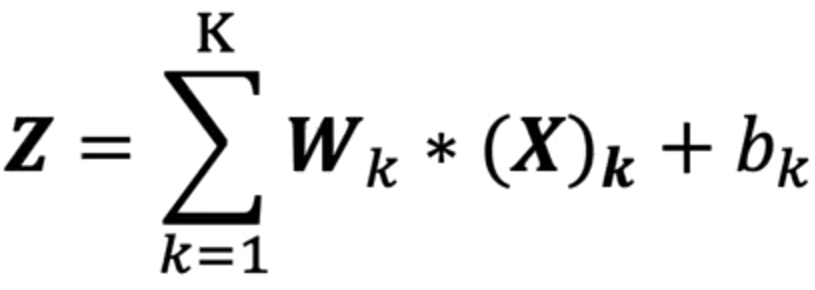 Z = ∑_{k=1}^{K} W_k * (X)_k + b_k